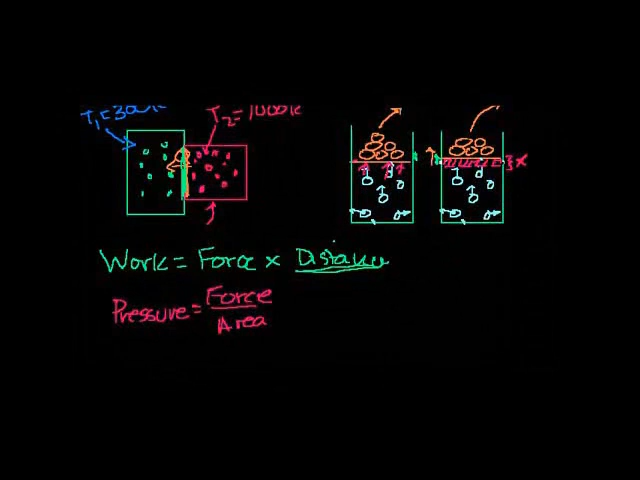 T₁=300K
T₂=1000K
x
Work = Force × Distance
Pressure = Force
Area